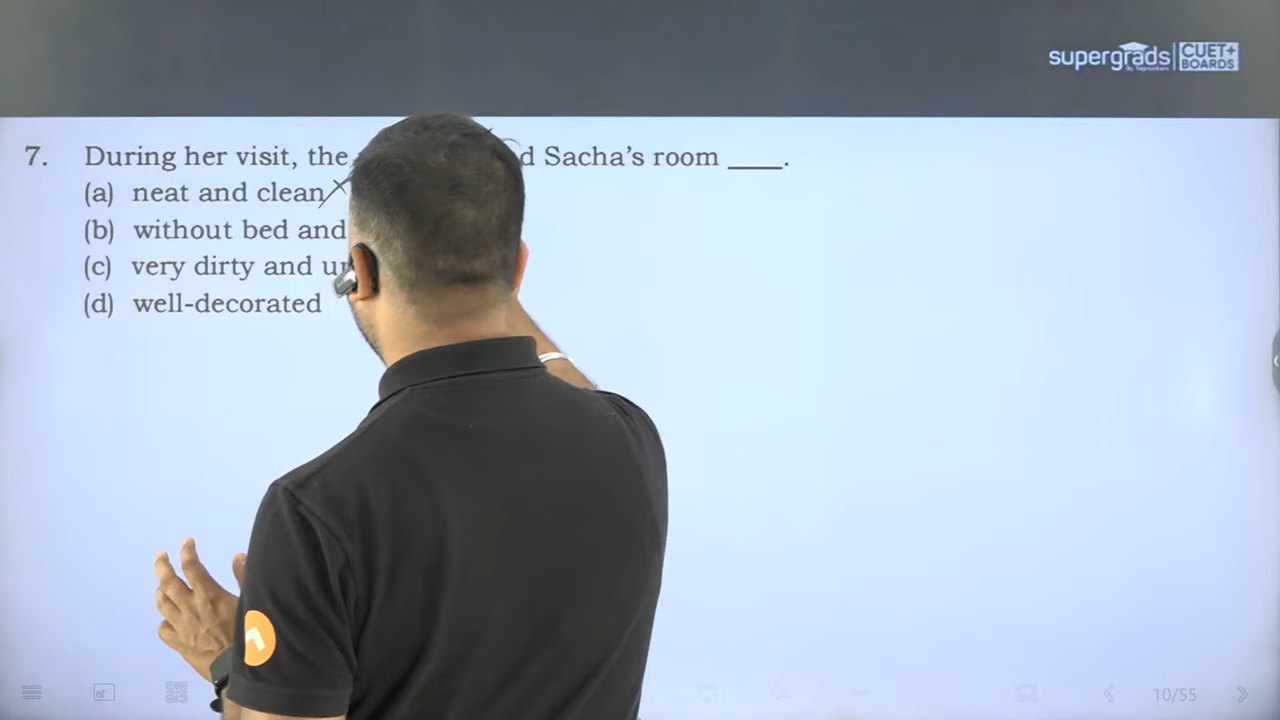 supergrads CUET+
BOARDS
7. During her visit, the Sacha's room ____.
(a) neat and clean
(b) without bed and
(c) very dirty and
(d) well-decorated
10/55